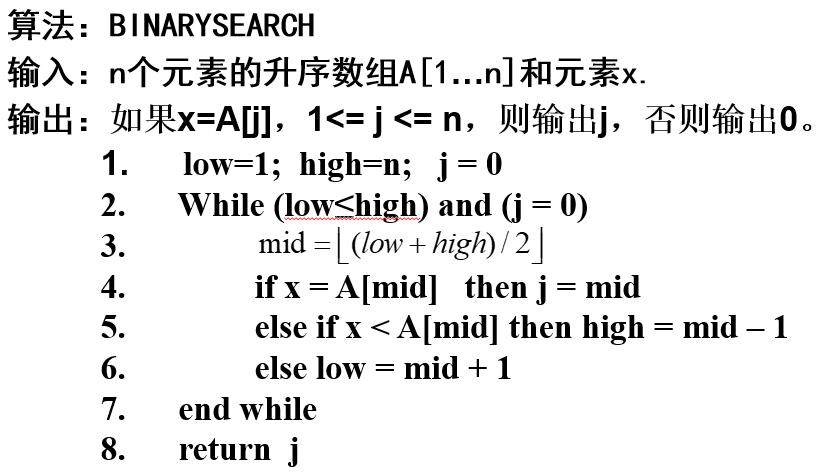 算法：BINARYSEARCH
输入：n个元素的升序数组A[1…n]和元素x.
输出：如果x=A[j]，1<= j <= n，则输出j，否则输出0。
1. low=1; high=n; j = 0
2. While (low≤high) and (j = 0)
3. mid = ⌊(low + high) / 2⌋
4. if x = A[mid] then j = mid
5. else if x < A[mid] then high = mid – 1
6. else low = mid + 1
7. end while
8. return j